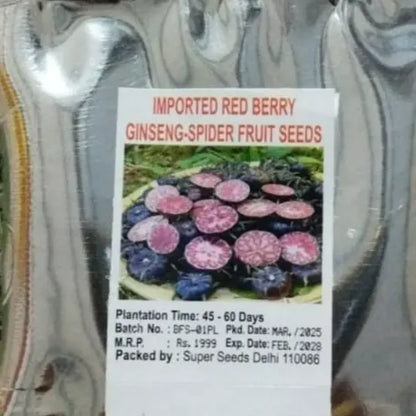 IMPORTED RED BERRY
GINSENG-SPIDER FRUIT SEEDS
Plantation Time: 45 - 60 Days
Batch No. : BFS-01PL Pkd. Date: MAR. /2025
M.R.P. : Rs. 1999 Exp. Date: FEB. /2028
Packed by : Super Seeds Delhi 110086